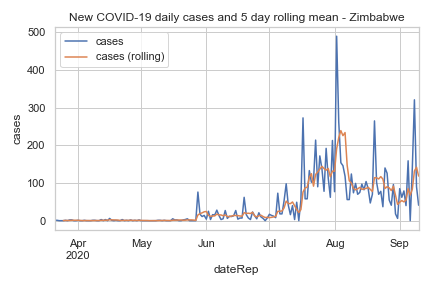 New COVID-19 daily cases and 5 day rolling mean - Zimbabwe
cases
cases (rolling)
500
400
300
200
100
0
cases
Apr
2020
May
Jun
Jul
Aug
Sep
dateRep